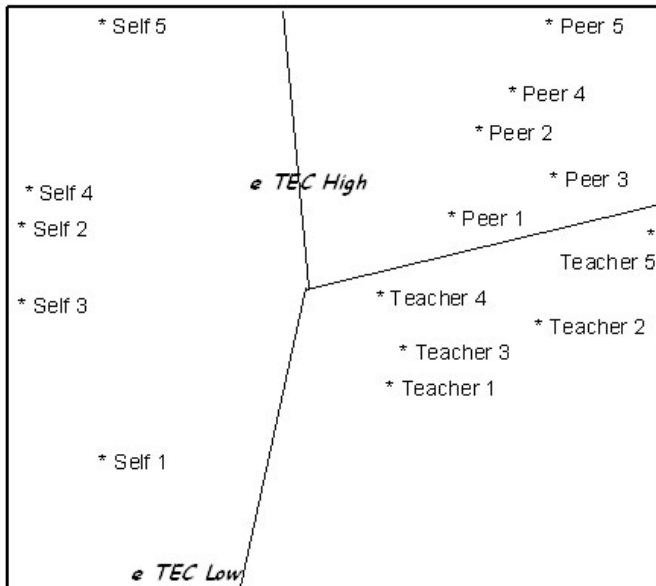 * Self 5
* Peer 5
* Peer 4
* Peer 2
* Peer 3
e TEC High
* Self 4
* Peer 1
* Self 2
*
Teacher 5
* Teacher 4
* Self 3
* Teacher 2
* Teacher 3
* Teacher 1
* Self 1
e TEC Low